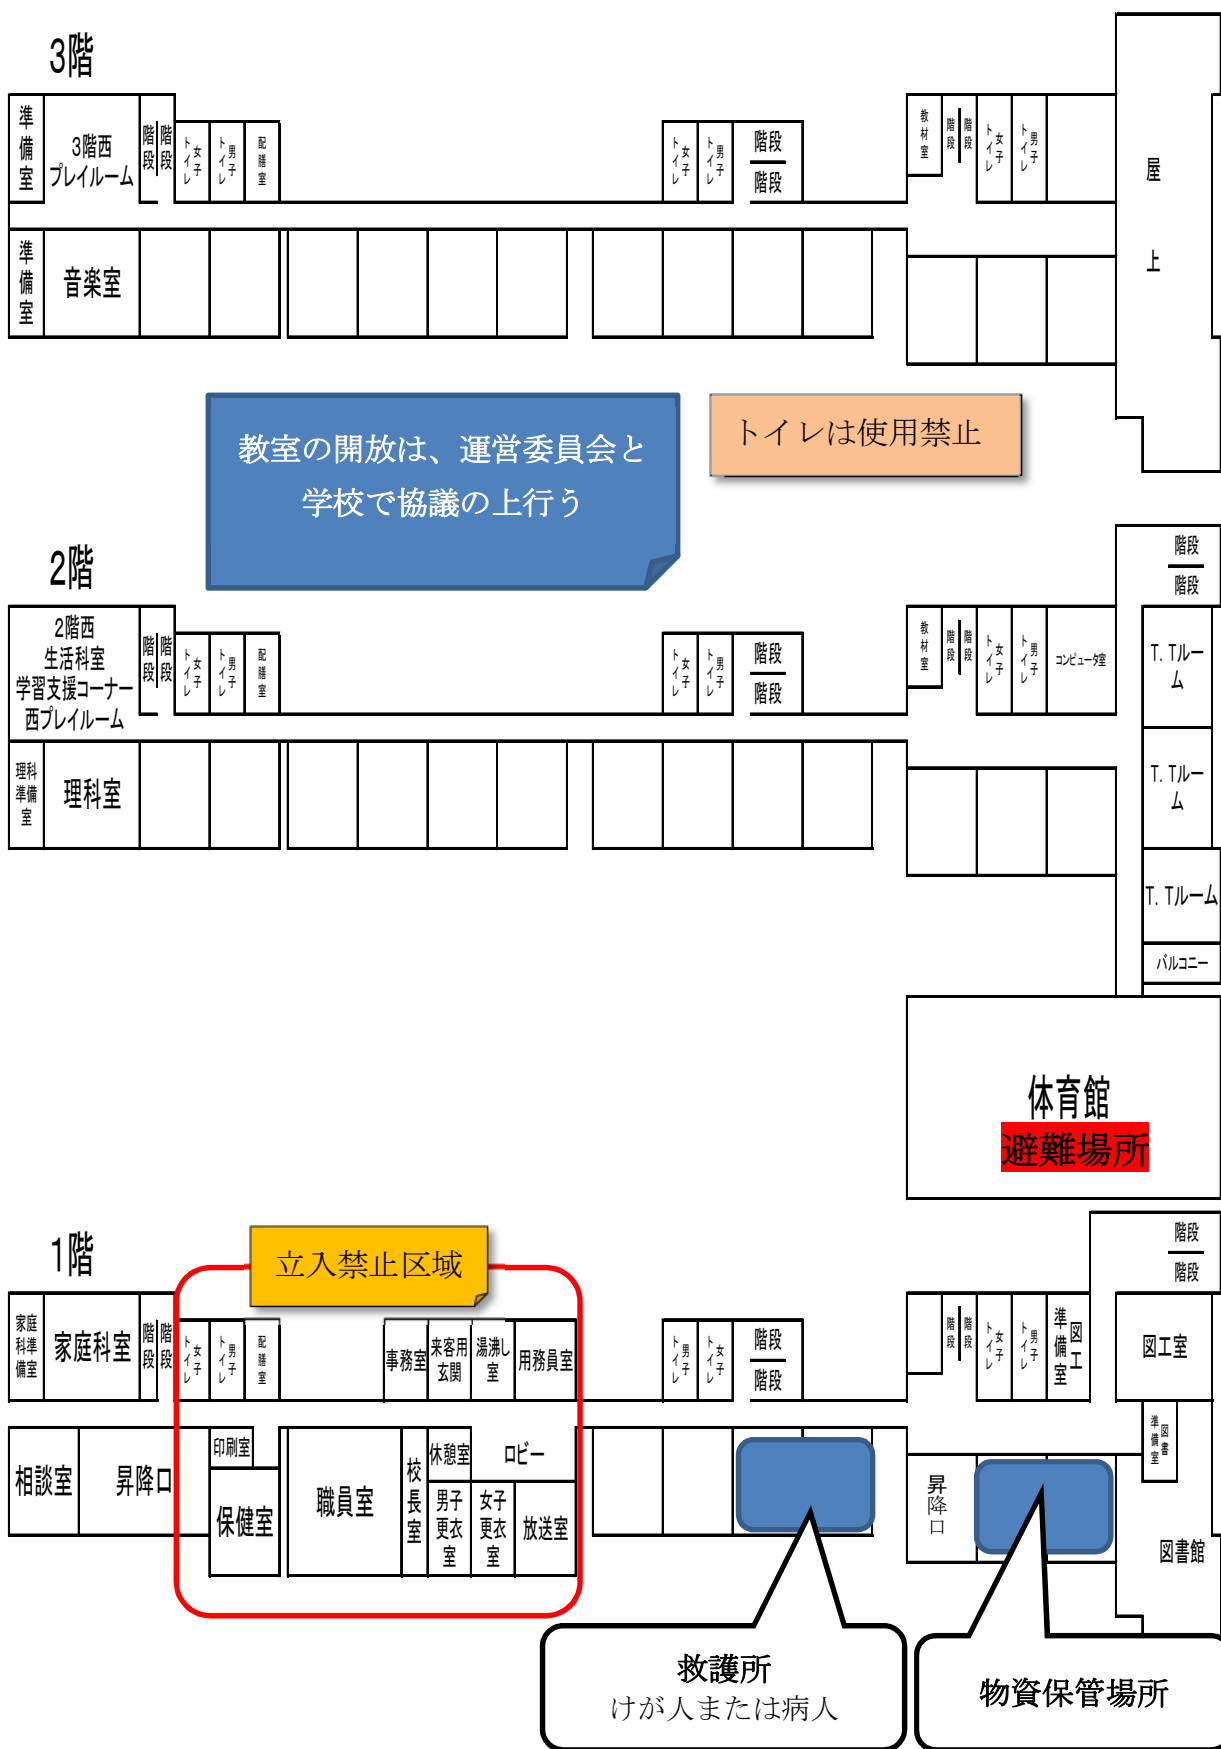 3階
準備室
3階西
プレイルーム
階段
階段
女子トイレ
男子トイレ
配膳室
女子トイレ
男子トイレ
階段
階段
教材室
階段
階段
女子トイレ
男子トイレ
屋上
準備室
音楽室
教室の開放は、運営委員会と
学校で協議の上行う
トイレは使用禁止
2階
2階西
生活科室
学習支援コーナー
西プレイルーム
階段
階段
女子トイレ
男子トイレ
配膳室
女子トイレ
男子トイレ
階段
階段
教材室
階段
階段
女子トイレ
男子トイレ
コンピュータ室
階段
階段
T．Tルー
ム
理科
準備
室
理科室
T．Tルー
ム
T．Tルーム
バルコニー
体育館
避難場所
1階
立入禁止区域
家庭
科準
備室
家庭科室
階段
階段
女子トイレ
男子トイレ
配膳室
事務室
来客用
玄関
湯沸し
室
用務員室
男子トイレ
女子トイレ
階段
階段
階段
階段
女子トイレ
男子トイレ
図工
準備室
階段
階段
図工室
相談室
昇降口
印刷室
保健室
職員室
校長室
休憩室
ロビー
男子
更衣
室
女子
更衣
室
放送室
昇降口
図書
準備室
図書館
救護所
けが人または病人
物資保管場所